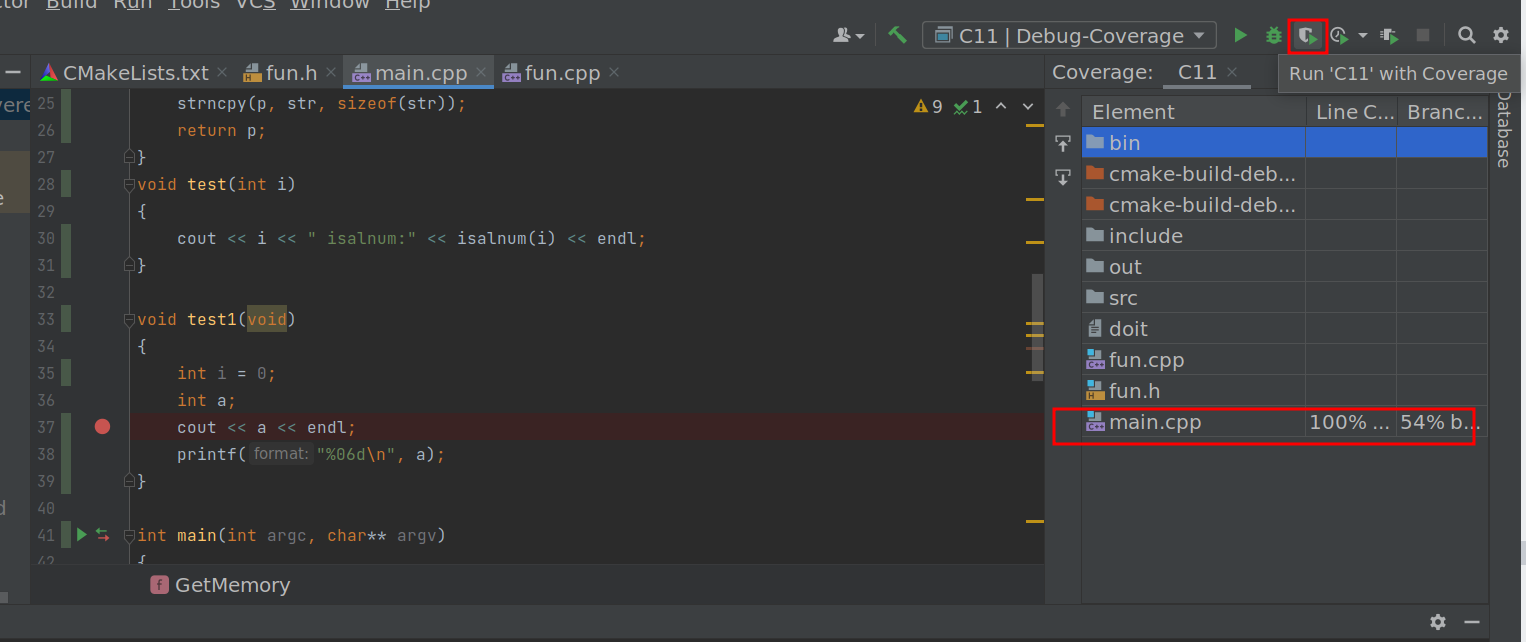 Build Run Tools VCS Window Help
C11 | Debug-Coverage
CMakeLists.txt fun.h main.cpp fun.cpp
Coverage: C11
Run 'C11' with Coverage
9 1
25 strncpy(p, str, sizeof(str));
26 return p;
27 }
28 void test(int i)
29 {
30 cout << i << " isalnum:" << isalnum(i) << endl;
31 }
32
33 void test1(void)
34 {
35 int i = 0;
36 int a;
37 cout << a << endl;
38 printf( format: "%06d\n", a);
39 }
40
41 int main(int argc, char** argv)
42 {
f GetMemory
Element Line C... Branc...
bin
cmake-build-deb...
cmake-build-deb...
include
out
src
doit
C++ fun.cpp
H fun.h
C++ main.cpp 100% ... 54% b...
Database